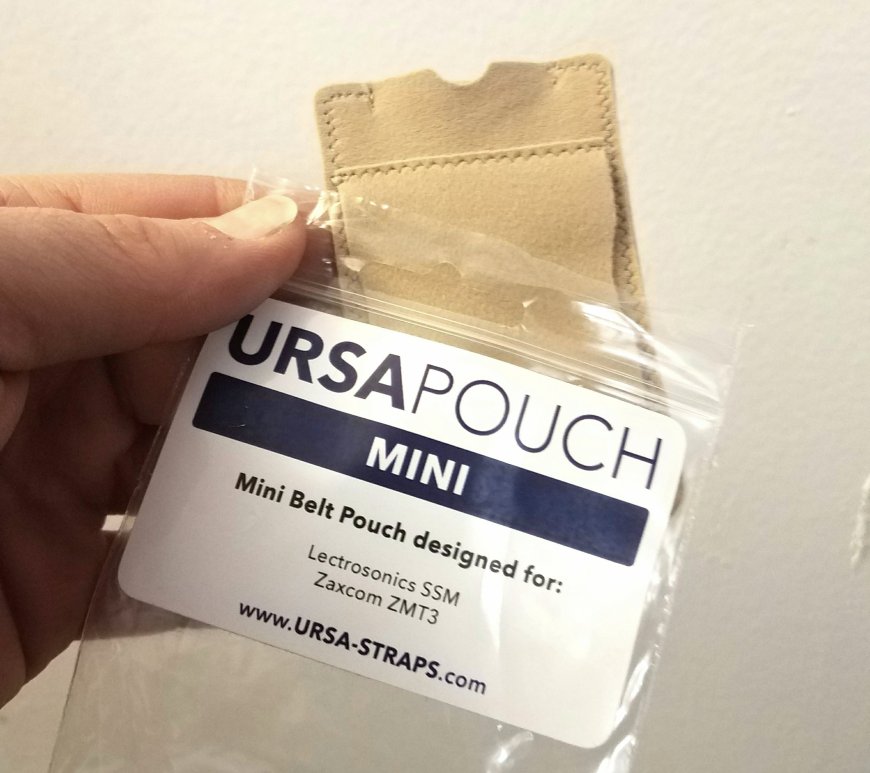 URSAPOUCH
MINI
Mini Belt Pouch designed for:
Lectrosonics SSM
Zaxcom ZMT3
www.URSA-STRAPS.com